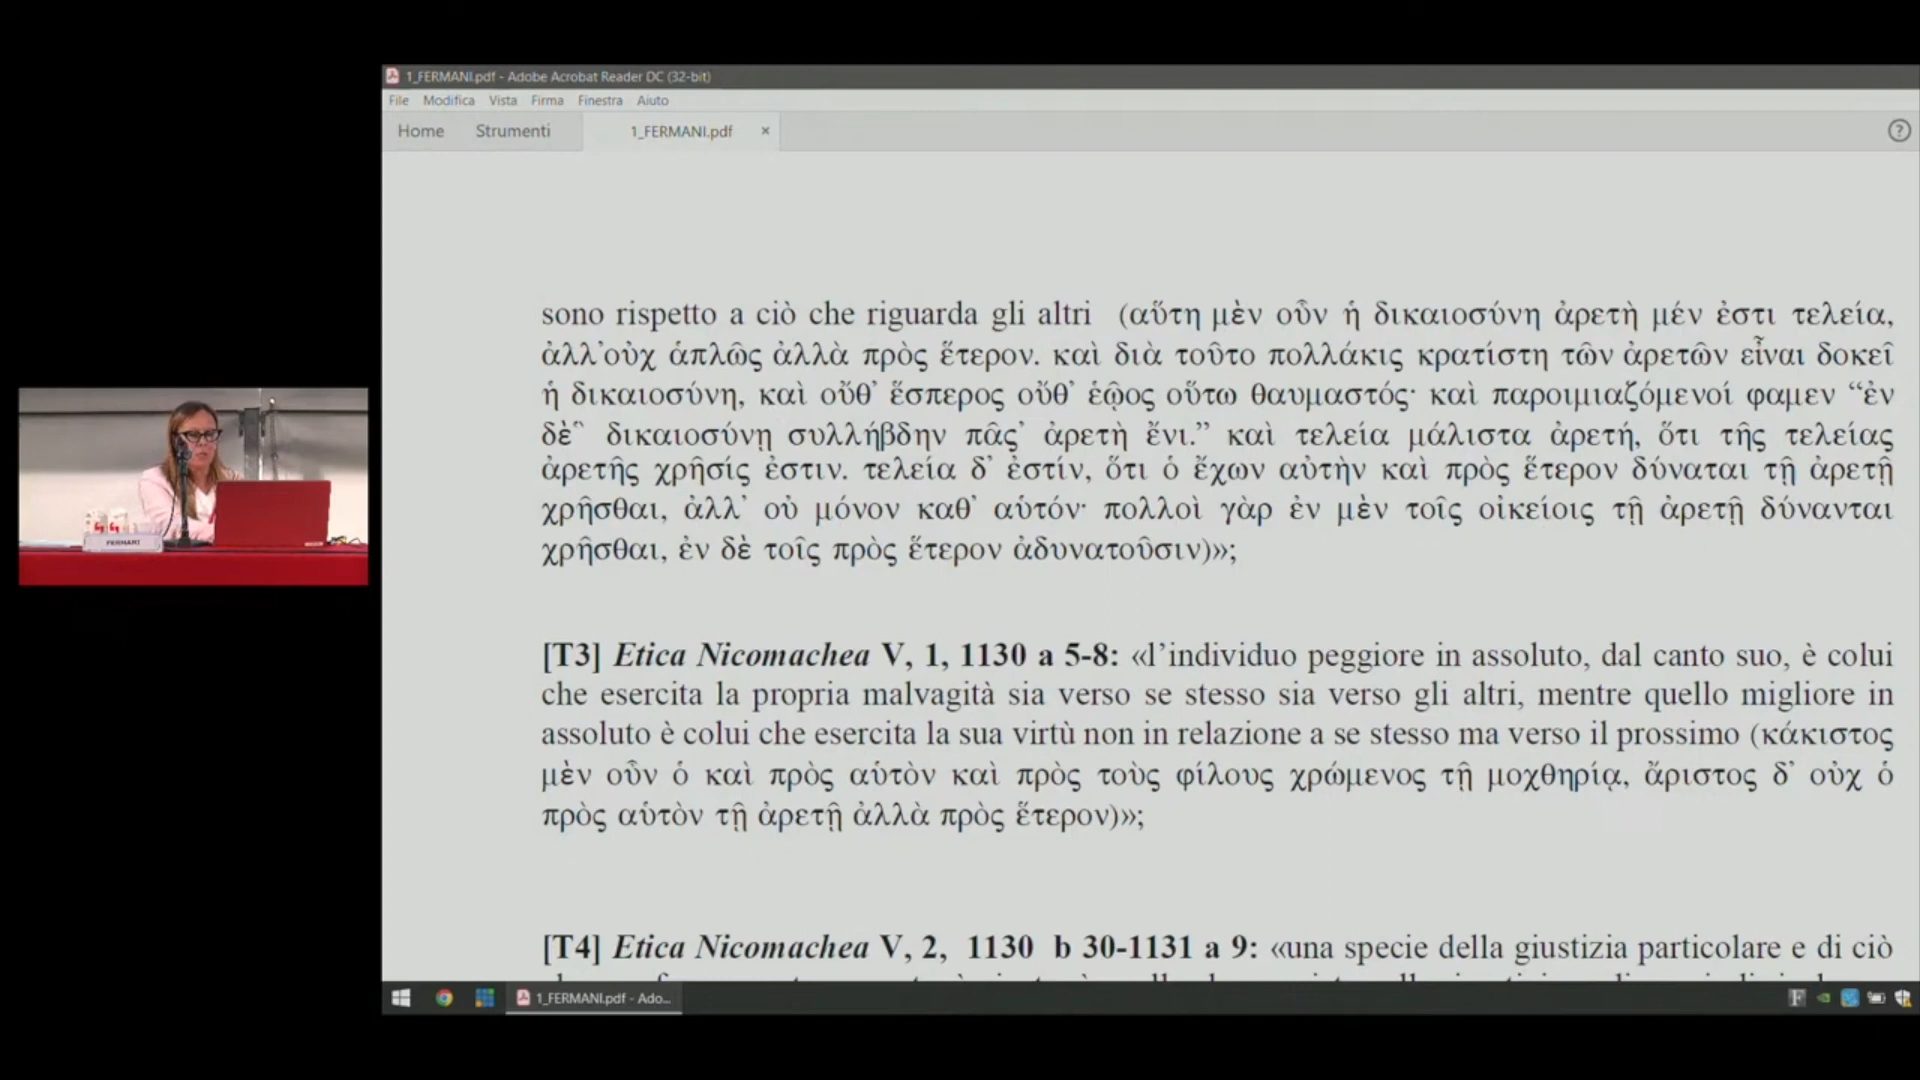 1_FERMANI.pdf - Adobe Acrobat Reader DC (32-bit)
File Modifica Vista Firma Finestra Aiuto
Home Strumenti 1_FERMANI.pdf ×
sono rispetto a ciò che riguarda gli altri (αὕτη μὲν οὖν ἡ δικαιοσύνη ἀρετὴ μέν ἐστι τελεία,
ἀλλ᾽οὐχ ἁπλῶς ἀλλὰ πρὸς ἕτερον. καὶ διὰ τοῦτο πολλάκις κρατίστη τῶν ἀρετῶν εἶναι δοκεῖ
ἡ δικαιοσύνη, καὶ οὔθ᾽ ἕσπερος οὔθ᾽ ἑῷος οὕτω θαυμαστός· καὶ παροιμιαζόμενοί φαμεν “ἐν
δὲ῞ δικαιοσύνῃ συλλήβδην πᾶς᾽ ἀρετὴ ἔνι.” καὶ τελεία μάλιστα ἀρετή, ὅτι τῆς τελείας
ἀρετῆς χρῆσίς ἐστιν. τελεία δ᾽ ἐστίν, ὅτι ὁ ἔχων αὐτὴν καὶ πρὸς ἕτερον δύναται τῇ ἀρετῇ
χρῆσθαι, ἀλλ᾽ οὐ μόνον καθ᾽ αὑτόν· πολλοὶ γὰρ ἐν μὲν τοῖς οἰκείοις τῇ ἀρετῇ δύνανται
χρῆσθαι, ἐν δὲ τοῖς πρὸς ἕτερον ἀδυνατοῦσιν)»;
[T3] Etica Nicomachea V, 1, 1130 a 5-8: «l’individuo peggiore in assoluto, dal canto suo, è colui
che esercita la propria malvagità sia verso se stesso sia verso gli altri, mentre quello migliore in
assoluto è colui che esercita la sua virtù non in relazione a se stesso ma verso il prossimo (κάκιστος
μὲν οὖν ὁ καὶ πρὸς αὑτὸν καὶ πρὸς τοὺς φίλους χρώμενος τῇ μοχθηρίᾳ, ἄριστος δ᾽ οὐχ ὁ
πρὸς αὑτὸν τῇ ἀρετῇ ἀλλὰ πρὸς ἕτερον)»;
[T4] Etica Nicomachea V, 2, 1130 b 30-1131 a 9: «una specie della giustizia particolare e di ciò
1_FERMANI.pdf - Ado...
FERMANI